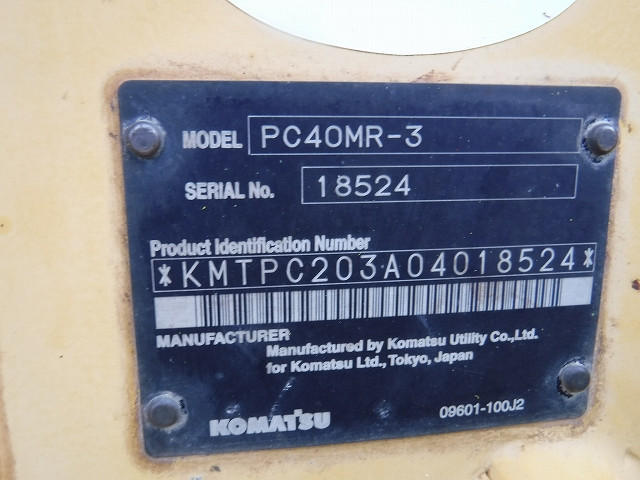 MODEL PC40MR-3
SERIAL No. 18524
Product Identification Number
*KMTPC203A04018524*
MANUFACTURER
Manufactured by Komatsu Utility Co.,Ltd.
for Komatsu Ltd., Tokyo, Japan
KOMATSU 09601-100J2